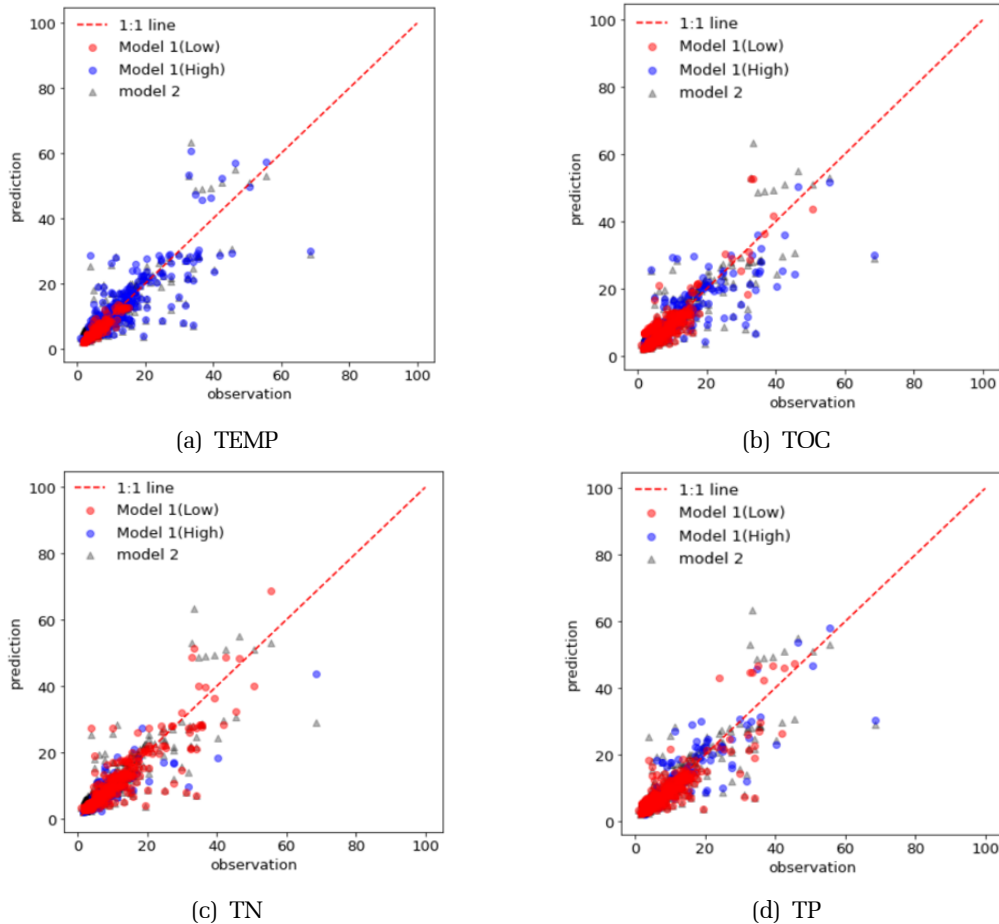 100
80
60
40
20
0
prediction
1:1 line
Model 1(Low)
Model 1(High)
model 2
0 20 40 60 80 100
observation
(a) TEMP
100
80
60
40
20
0
prediction
1:1 line
Model 1(Low)
Model 1(High)
model 2
0 20 40 60 80 100
observation
(b) TOC
100
80
60
40
20
0
prediction
1:1 line
Model 1(Low)
Model 1(High)
model 2
0 20 40 60 80 100
observation
(c) TN
100
80
60
40
20
0
prediction
1:1 line
Model 1(Low)
Model 1(High)
model 2
0 20 40 60 80 100
observation
(d) TP